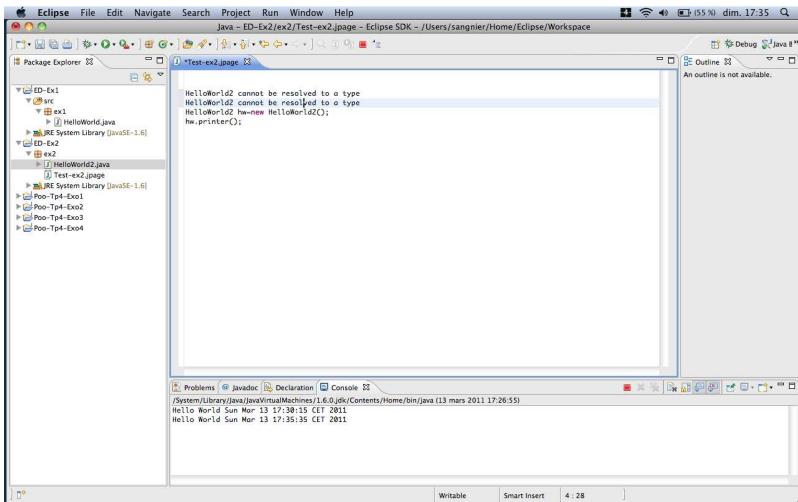 Eclipse File Edit Navigate Search Project Run Window Help (55 %) dim. 17:35
Java – ED-Ex2/ex2/Test-ex2.jpage – Eclipse SDK – /Users/sangnier/Home/Eclipse/Workspace
Debug Java
Package Explorer
*Test-ex2.jpage
Outline
An outline is not available.
ED-Ex1
src
ex1
HelloWorld.java
JRE System Library [JavaSE-1.6]
ED-Ex2
ex2
HelloWorld2.java
Test-ex2.jpage
JRE System Library [JavaSE-1.6]
Poo-Tp4-Exo1
Poo-Tp4-Exo2
Poo-Tp4-Exo3
Poo-Tp4-Exo4
HelloWorld2 cannot be resolved to a type
HelloWorld2 cannot be resolved to a type
HelloWorld2 hw=new HelloWorld2();
hw.printer();
Problems @ Javadoc Declaration Console
/System/Library/Java/JavaVirtualMachines/1.6.0.jdk/Contents/Home/bin/java (13 mars 2011 17:26:55)
Hello World Sun Mar 13 17:30:15 CET 2011
Hello World Sun Mar 13 17:35:35 CET 2011
Writable Smart Insert 4 : 28